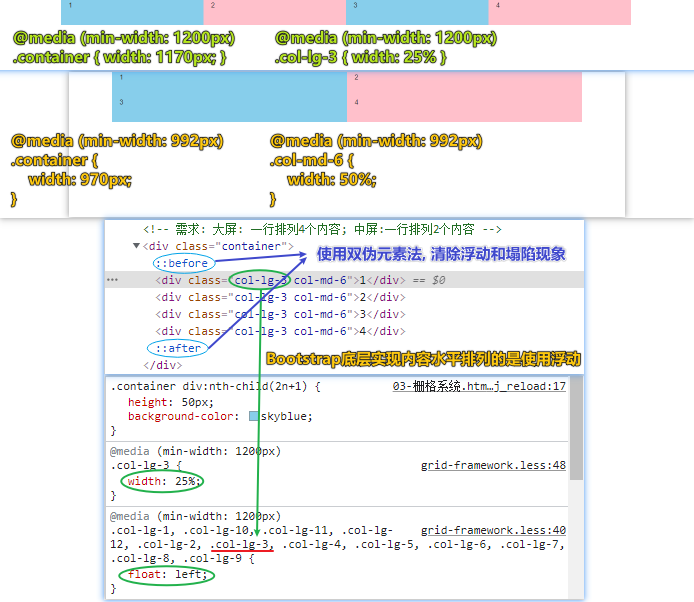 1 2 3 4
@media (min-width: 1200px) @media (min-width: 1200px)
.container { width: 1170px; } .col-lg-3 { width: 25% }
1 2
3 4
@media (min-width: 992px) @media (min-width: 992px)
.container { .col-md-6 {
width: 970px; width: 50%;
} }
<!-- 需求: 大屏: 一行排列4个内容; 中屏:一行排列2个内容 -->
▼<div class="container">
::before 使用双伪元素法, 清除浮动和塌陷现象
··· <div class="col-lg-3 col-md-6">1</div> == $0
<div class="col-lg-3 col-md-6">2</div>
<div class="col-lg-3 col-md-6">3</div>
<div class="col-lg-3 col-md-6">4</div>
::after
Bootstrap底层实现内容水平排列的是使用浮动
</div>
.container div:nth-child(2n+1) { 03-栅格系统.htm…j_reload:17
height: 50px;
background-color: skyblue;
}
@media (min-width: 1200px)
.col-lg-3 { grid-framework.less:48
width: 25%;
}
@media (min-width: 1200px)
.col-lg-1, .col-lg-10, .col-lg-11, .col-lg- grid-framework.less:40
12, .col-lg-2, .col-lg-3, .col-lg-4, .col-lg-5, .col-lg-6, .col-lg-7,
.col-lg-8, .col-lg-9 {
float: left;
}